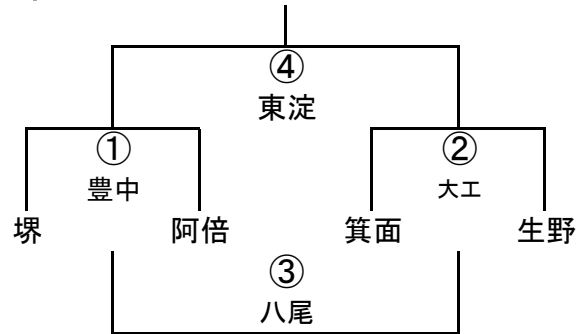 ④
東淀
① ②
豊中 大工
堺 阿倍 箕面 生野
③
八尾